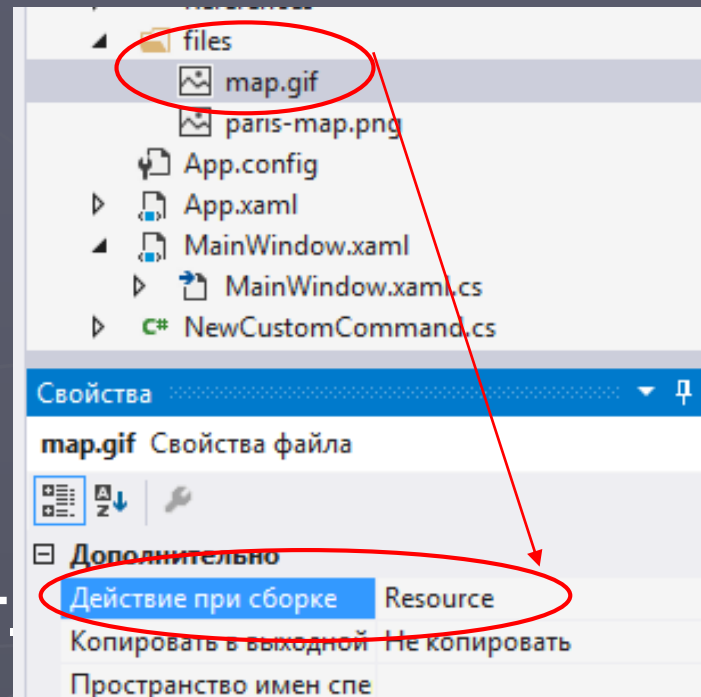 files
map.gif
paris-map.png
App.config
App.xaml
MainWindow.xaml
MainWindow.xaml.cs
C# NewCustomCommand.cs
Свойства
map.gif Свойства файла
Дополнительно
Действие при сборке Resource
Копировать в выходной Не копировать
Пространство имен спе